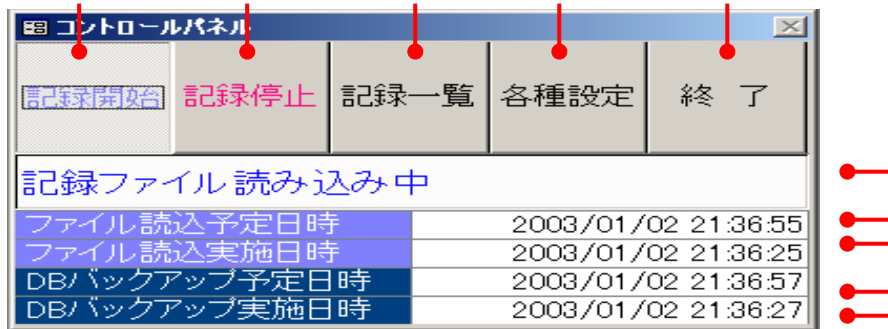 コントロールパネル
記録開始 記録停止 記録一覧 各種設定 終 了
記録ファイル読み込み中
ファイル読込予定日時 2003/01/02 21:36:55
ファイル読込実施日時 2003/01/02 21:36:25
DBバックアップ予定日時 2003/01/02 21:36:57
DBバックアップ実施日時 2003/01/02 21:36:27